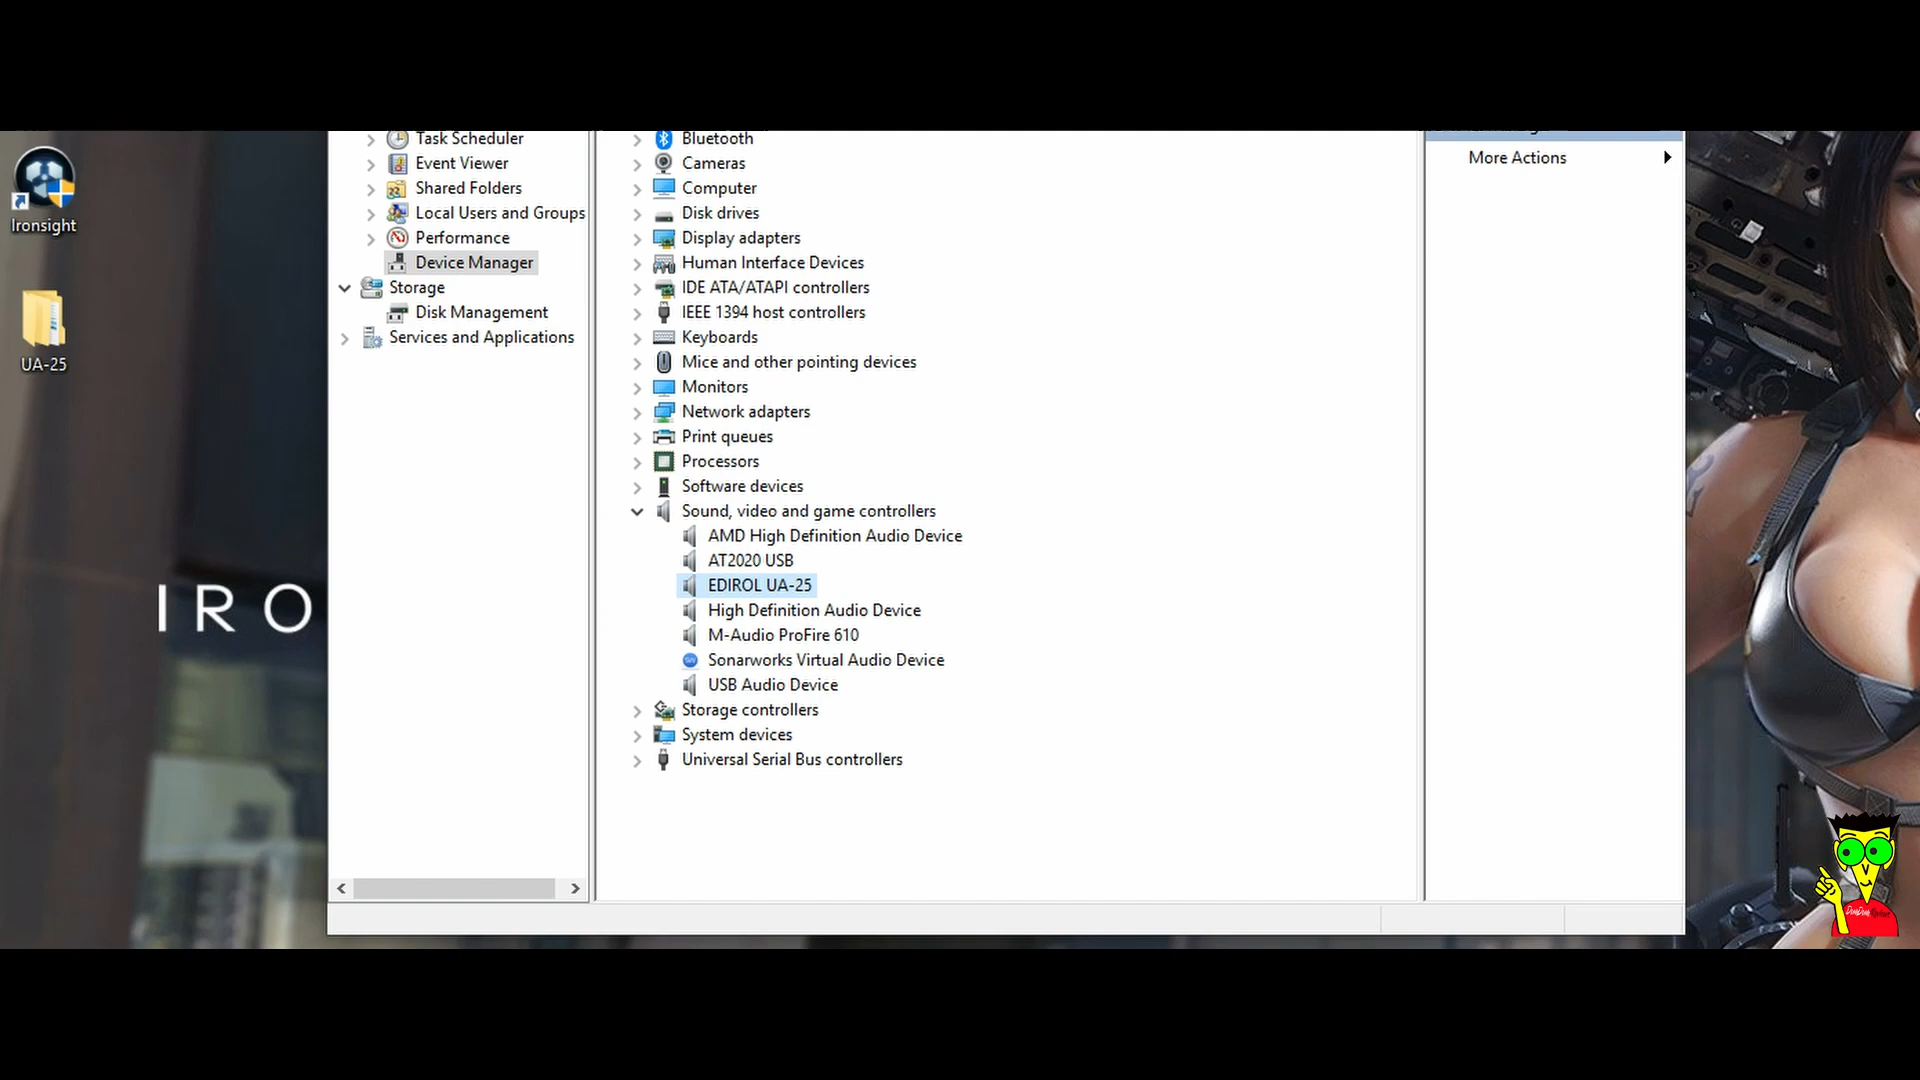 Ironsight
UA-25
IRO
Task Scheduler
Event Viewer
Shared Folders
Local Users and Groups
Performance
Device Manager
Storage
Disk Management
Services and Applications
Bluetooth
Cameras
Computer
Disk drives
Display adapters
Human Interface Devices
IDE ATA/ATAPI controllers
IEEE 1394 host controllers
Keyboards
Mice and other pointing devices
Monitors
Network adapters
Print queues
Processors
Software devices
Sound, video and game controllers
AMD High Definition Audio Device
AT2020 USB
EDIROL UA-25
High Definition Audio Device
M-Audio ProFire 610
Sonarworks Virtual Audio Device
USB Audio Device
Storage controllers
System devices
Universal Serial Bus controllers
More Actions